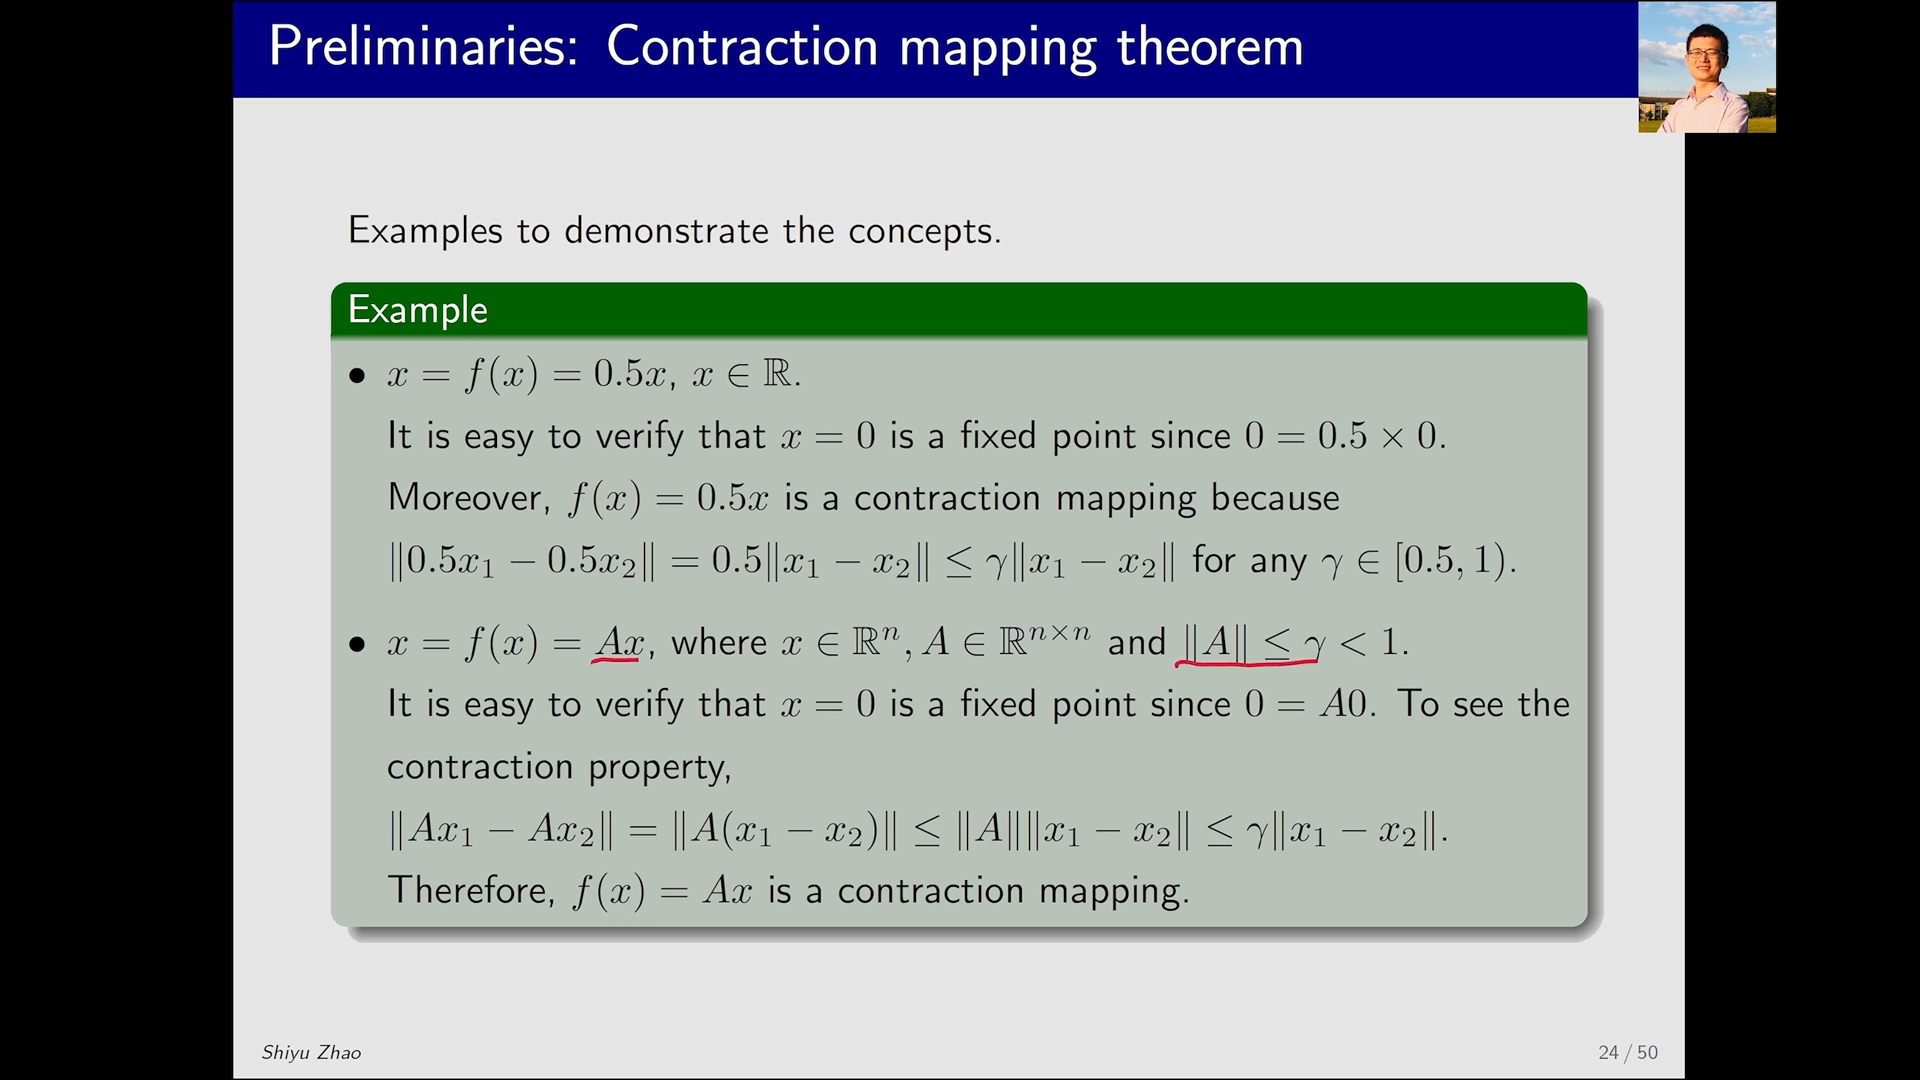 Preliminaries: Contraction mapping theorem
Examples to demonstrate the concepts.
Example
• x = f(x) = 0.5x, x ∈ ℝ.
It is easy to verify that x = 0 is a fixed point since 0 = 0.5 × 0.
Moreover, f(x) = 0.5x is a contraction mapping because
‖0.5x₁ − 0.5x₂‖ = 0.5‖x₁ − x₂‖ ≤ γ‖x₁ − x₂‖ for any γ ∈ [0.5, 1).
• x = f(x) = Ax, where x ∈ ℝⁿ, A ∈ ℝⁿˣⁿ and ‖A‖ ≤ γ < 1.
It is easy to verify that x = 0 is a fixed point since 0 = A0. To see the
contraction property,
‖Ax₁ − Ax₂‖ = ‖A(x₁ − x₂)‖ ≤ ‖A‖‖x₁ − x₂‖ ≤ γ‖x₁ − x₂‖.
Therefore, f(x) = Ax is a contraction mapping.
Shiyu Zhao
24 / 50